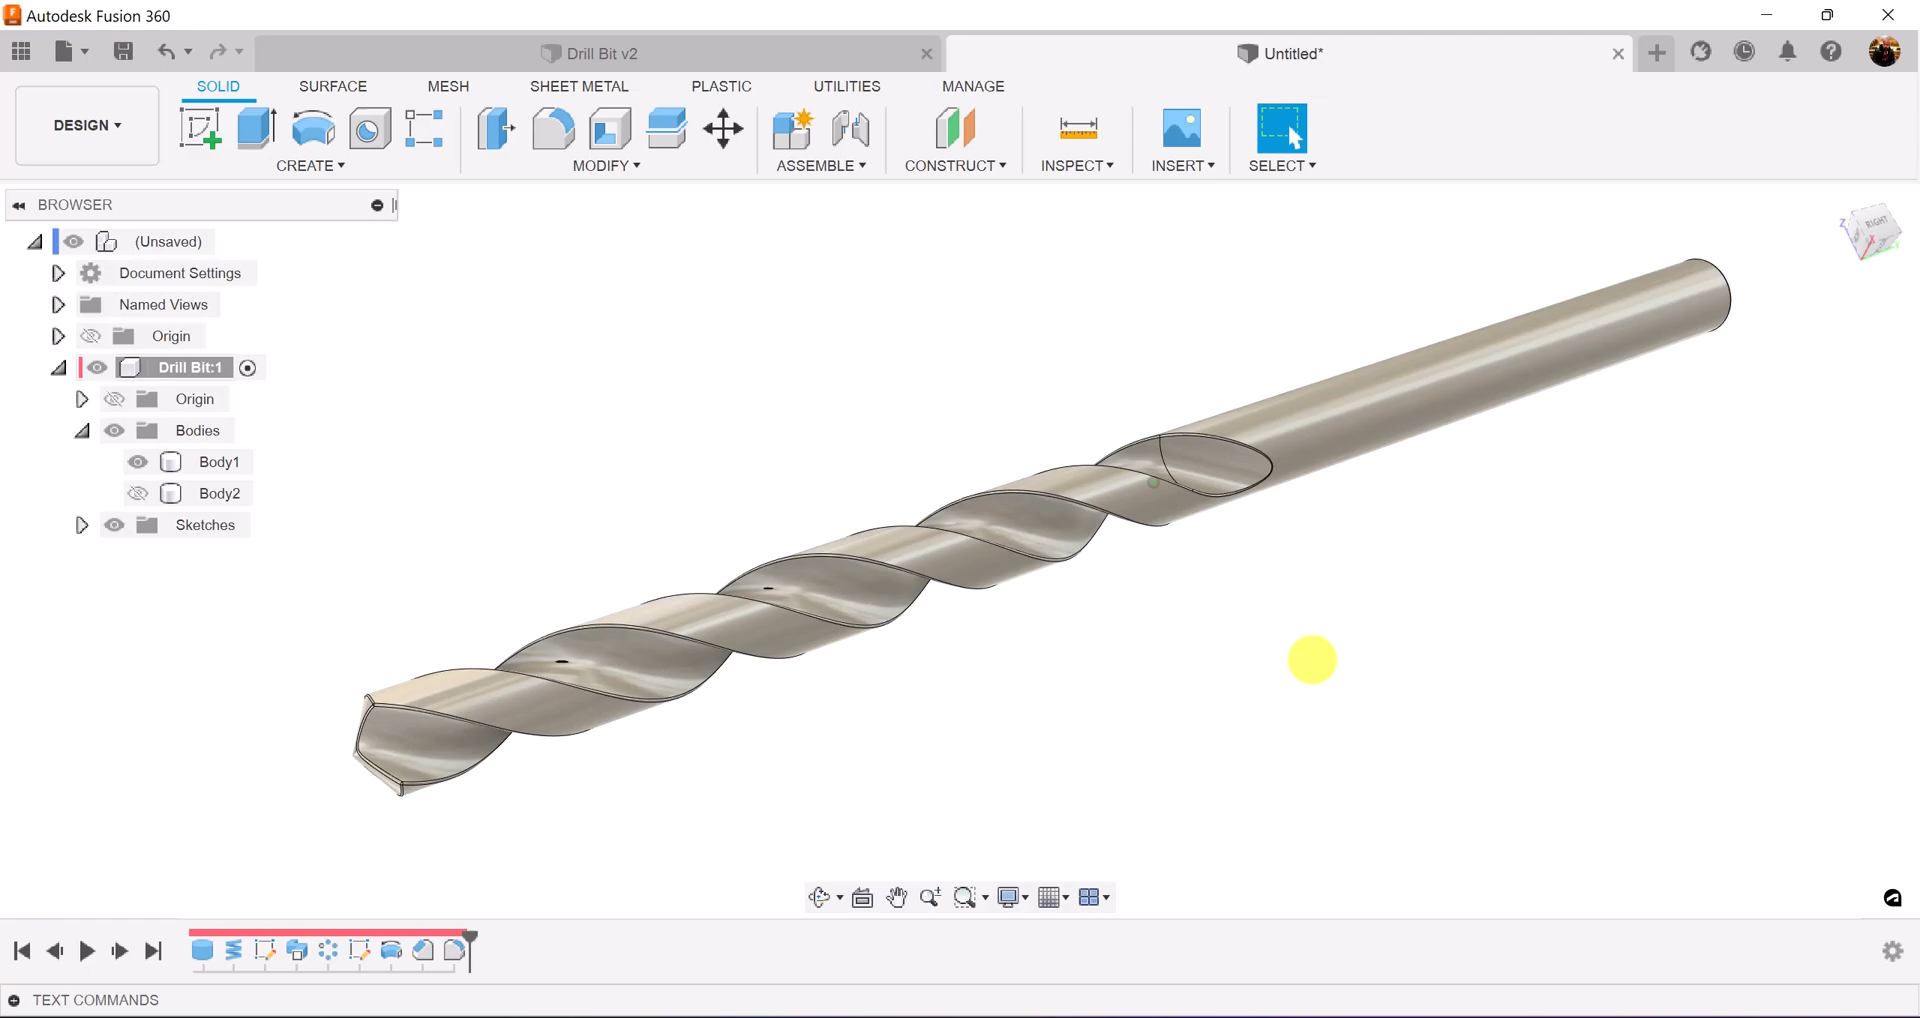 Autodesk Fusion 360
Drill Bit v2
Untitled*
DESIGN
SOLID
SURFACE
MESH
SHEET METAL
PLASTIC
UTILITIES
MANAGE
CREATE
MODIFY
ASSEMBLE
CONSTRUCT
INSPECT
INSERT
SELECT
BROWSER
(Unsaved)
Document Settings
Named Views
Origin
Drill Bit:1
Origin
Bodies
Body1
Body2
Sketches
Z
RIGHT
X
Y
TEXT COMMANDS